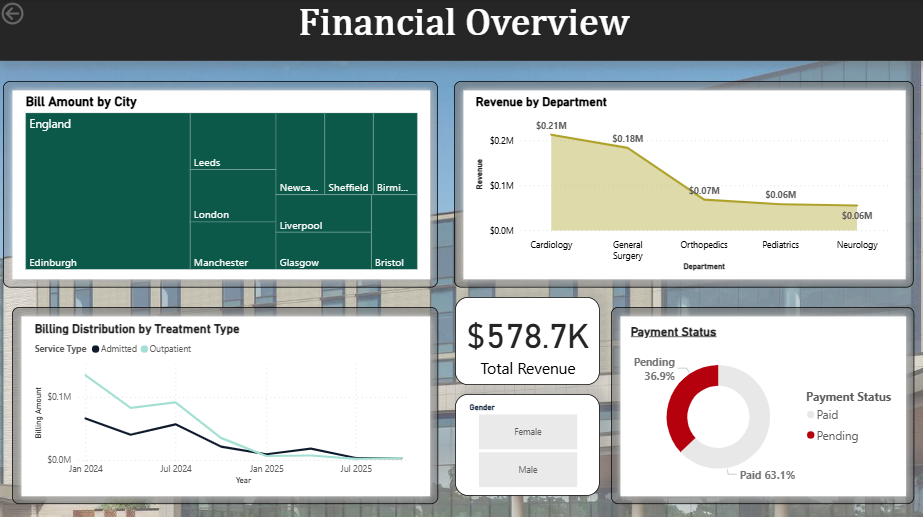 Financial Overview
Bill Amount by City
England
Edinburgh
Leeds
London
Manchester
Newca...
Sheffield
Birmi...
Liverpool
Glasgow
Bristol
Revenue by Department
Revenue
$0.2M
$0.1M
$0.0M
$0.21M
$0.18M
$0.07M
$0.06M
$0.06M
Cardiology
General
Surgery
Orthopedics
Pediatrics
Neurology
Department
Billing Distribution by Treatment Type
Service Type Admitted Outpatient
Billing Amount
$0.1M
$0.0M
Jan 2024
Jul 2024
Jan 2025
Jul 2025
Year
$578.7K
Total Revenue
Gender
Female
Male
Payment Status
Pending
36.9%
Paid 63.1%
Payment Status
Paid
Pending